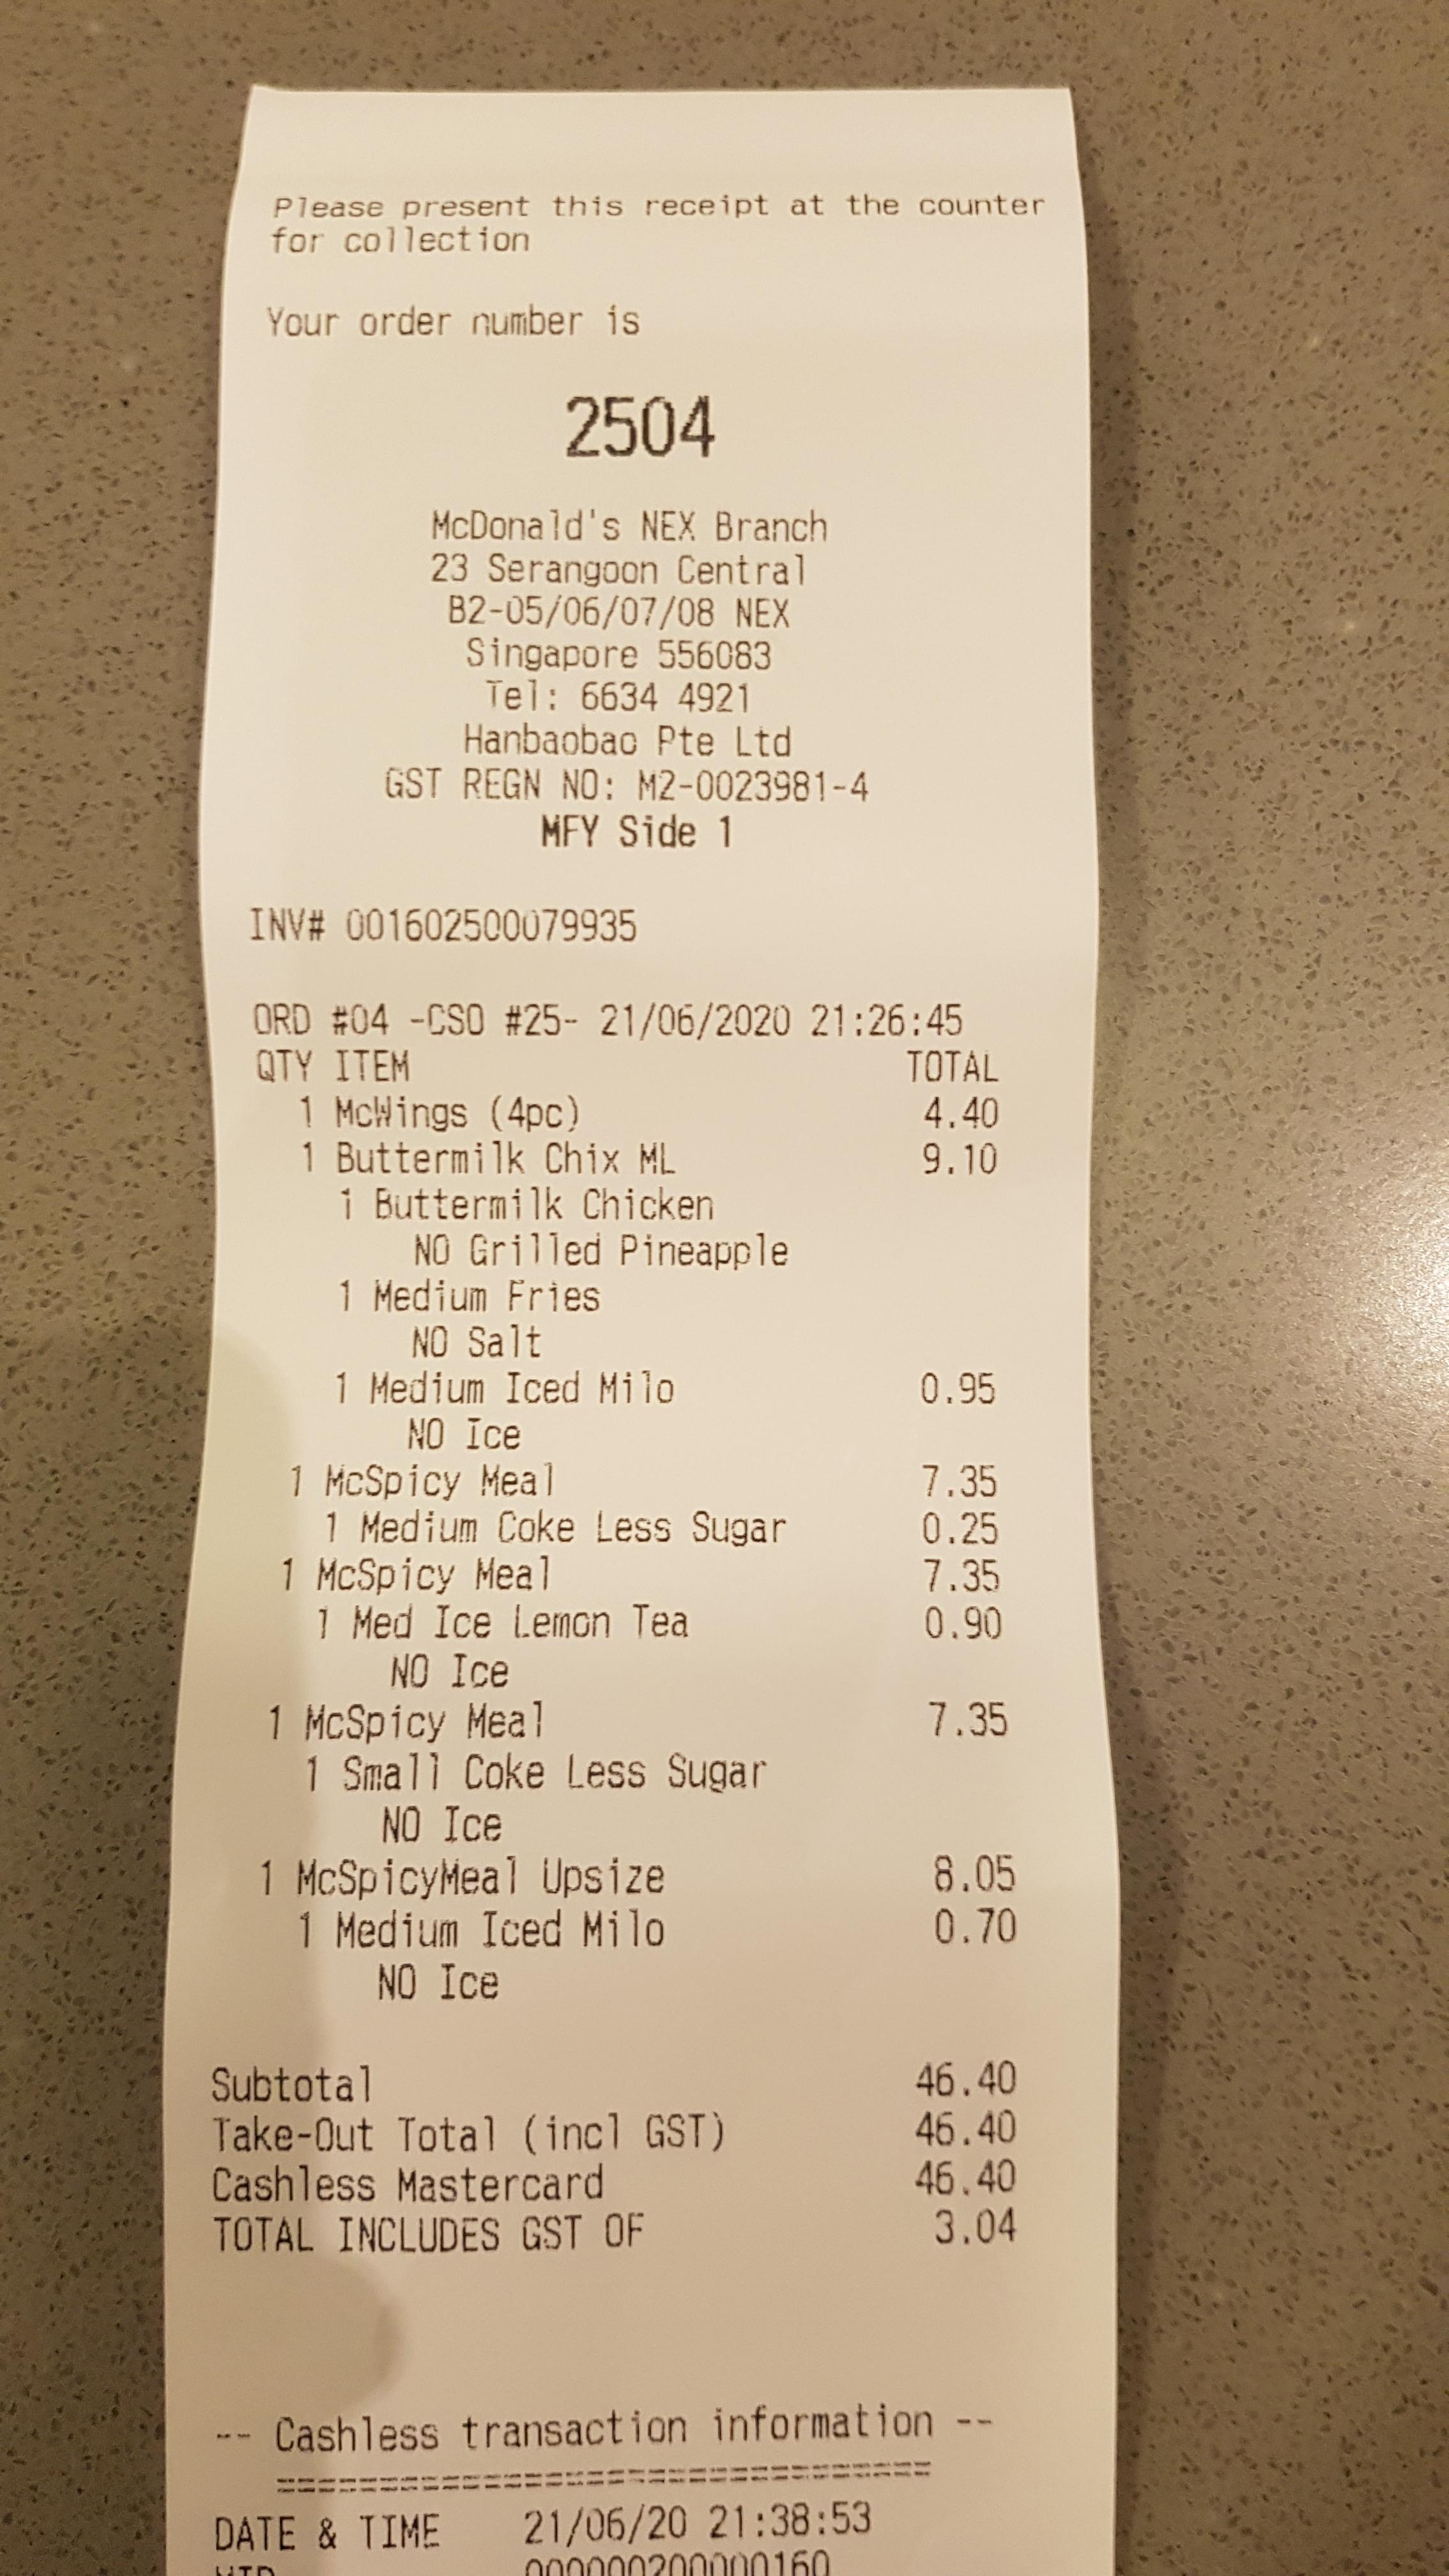 Please present this receipt at the counter
for collection
Your order number is
2504
McDonald's NEX Branch
23 Serangoon Central
B2-05/06/07/08 NEX
Singapore 556083
Tel: 6634 4921
Hanbaobao Pte Ltd
GST REGN NO: M2-0023981-4
MFY Side 1
INV# 001602500079935
ORD #04 -CSO #25- 21/06/2020 21:26:45
QTY ITEM TOTAL
1 McWings (4pc) 4.40
1 Buttermilk Chix ML 9.10
1 Buttermilk Chicken
NO Grilled Pineapple
1 Medium Fries
NO Salt
1 Medium Iced Milo 0.95
NO Ice
1 McSpicy Meal 7.35
1 Medium Coke Less Sugar 0.25
1 McSpicy Meal 7.35
1 Med Ice Lemon Tea 0.90
NO Ice
1 McSpicy Meal 7.35
1 Small Coke Less Sugar
NO Ice
1 McSpicyMeal Upsize 8.05
1 Medium Iced Milo 0.70
NO Ice
Subtotal 46.40
Take-Out Total (incl GST) 46.40
Cashless Mastercard 46.40
TOTAL INCLUDES GST OF 3.04
-- Cashless transaction information --
================================
DATE & TIME 21/06/20 21:38:53